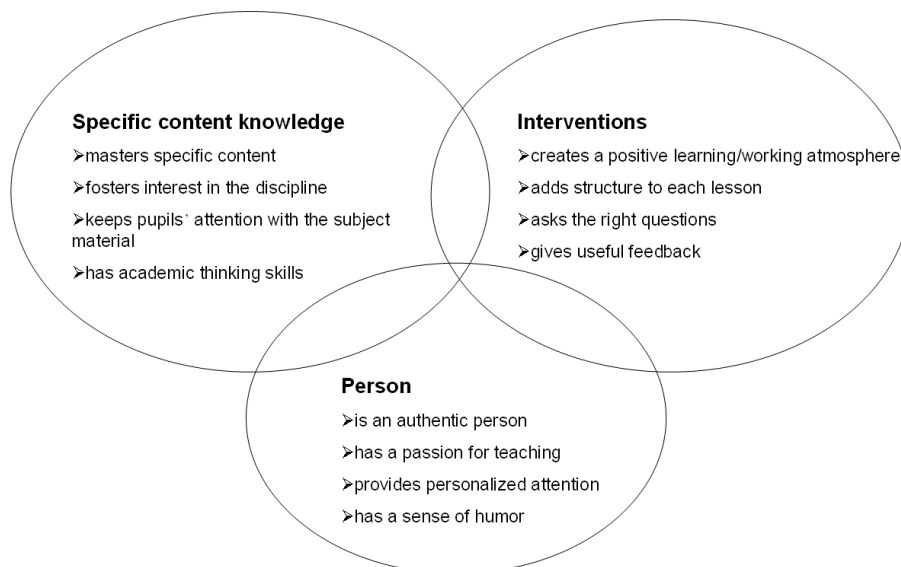 Specific content knowledge
➢masters specific content
➢fosters interest in the discipline
➢keeps pupils` attention with the subject
material
➢has academic thinking skills
Interventions
➢creates a positive learning/working atmosphere
➢adds structure to each lesson
➢asks the right questions
➢gives useful feedback
Person
➢is an authentic person
➢has a passion for teaching
➢provides personalized attention
➢has a sense of humor